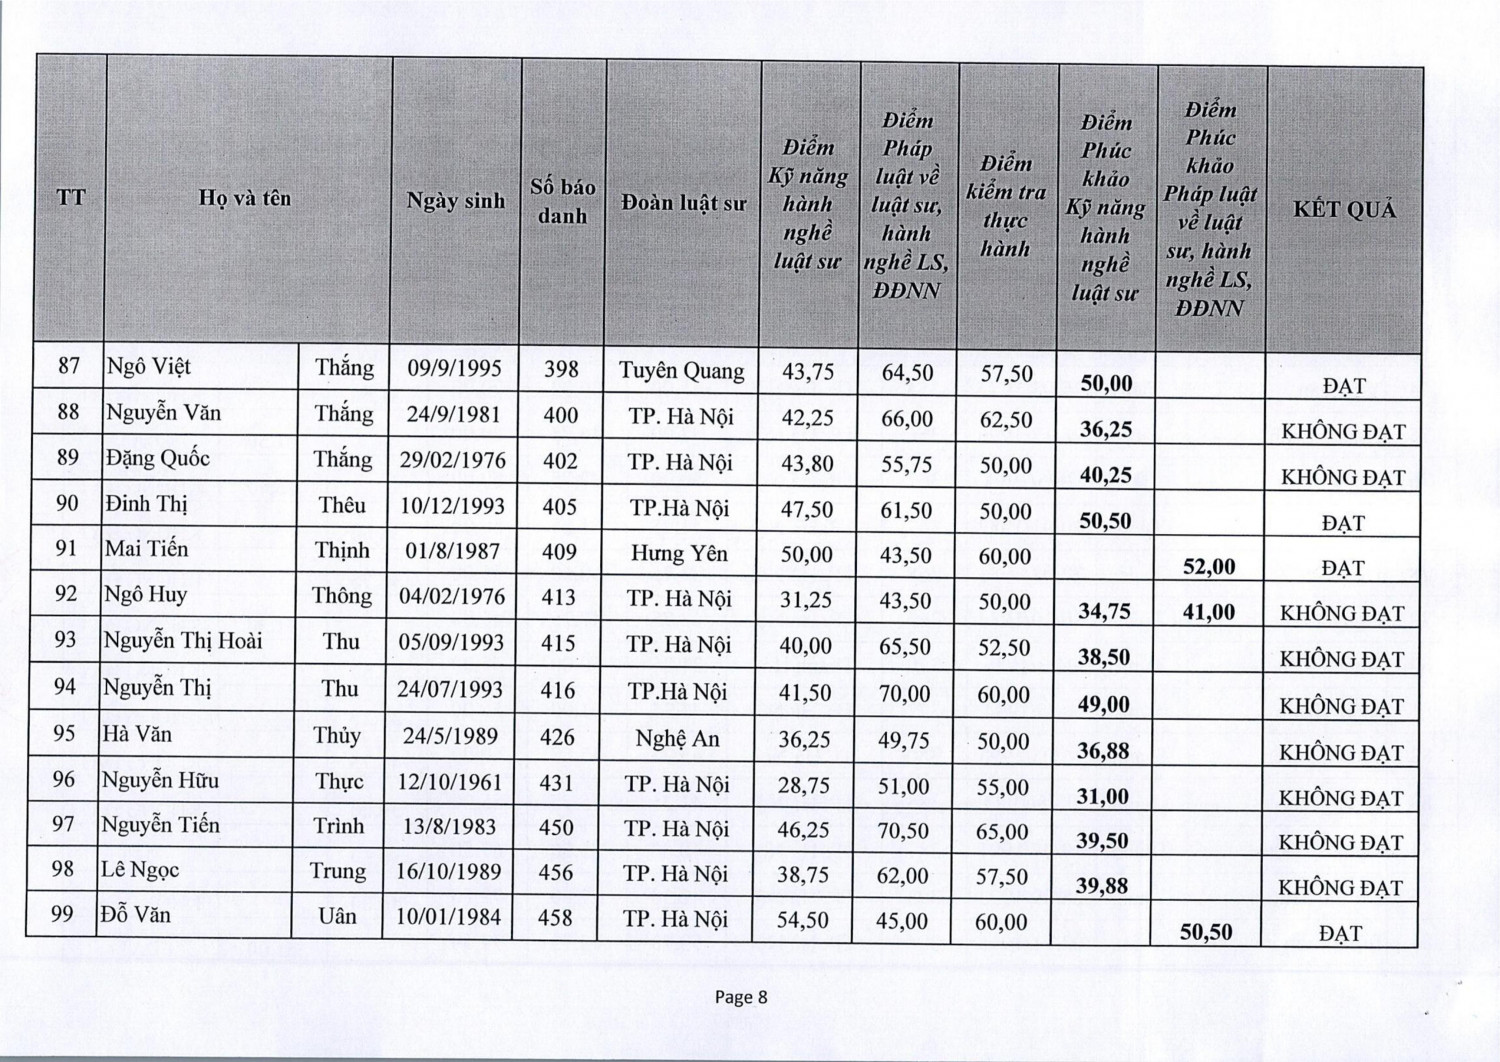 TT Họ và tên Ngày sinh Số báo danh Đoàn luật sư Điểm Kỹ năng hành nghề luật sư Điểm Pháp luật về luật sư, hành nghề LS, ĐĐNN Điểm kiểm tra thực hành Điểm Phúc khảo Kỹ năng hành nghề luật sư Điểm Phúc khảo Pháp luật về luật sư, hành nghề LS, ĐĐNN KẾT QUẢ
87 Ngô Việt Thắng 09/9/1995 398 Tuyên Quang 43,75 64,50 57,50 50,00 ĐẠT
88 Nguyễn Văn Thắng 24/9/1981 400 TP. Hà Nội 42,25 66,00 62,50 36,25 KHÔNG ĐẠT
89 Đặng Quốc Thắng 29/02/1976 402 TP. Hà Nội 43,80 55,75 50,00 40,25 KHÔNG ĐẠT
90 Đinh Thị Thêu 10/12/1993 405 TP.Hà Nội 47,50 61,50 50,00 50,50 ĐẠT
91 Mai Tiến Thịnh 01/8/1987 409 Hưng Yên 50,00 43,50 60,00 52,00 ĐẠT
92 Ngô Huy Thông 04/02/1976 413 TP. Hà Nội 31,25 43,50 50,00 34,75 41,00 KHÔNG ĐẠT
93 Nguyễn Thị Hoài Thu 05/09/1993 415 TP. Hà Nội 40,00 65,50 52,50 38,50 KHÔNG ĐẠT
94 Nguyễn Thị Thu 24/07/1993 416 TP.Hà Nội 41,50 70,00 60,00 49,00 KHÔNG ĐẠT
95 Hà Văn Thủy 24/5/1989 426 Nghệ An 36,25 49,75 50,00 36,88 KHÔNG ĐẠT
96 Nguyễn Hữu Thực 12/10/1961 431 TP. Hà Nội 28,75 51,00 55,00 31,00 KHÔNG ĐẠT
97 Nguyễn Tiến Trình 13/8/1983 450 TP. Hà Nội 46,25 70,50 65,00 39,50 KHÔNG ĐẠT
98 Lê Ngọc Trung 16/10/1989 456 TP. Hà Nội 38,75 62,00 57,50 39,88 KHÔNG ĐẠT
99 Đỗ Văn Uân 10/01/1984 458 TP. Hà Nội 54,50 45,00 60,00 50,50 ĐẠT
Page 8